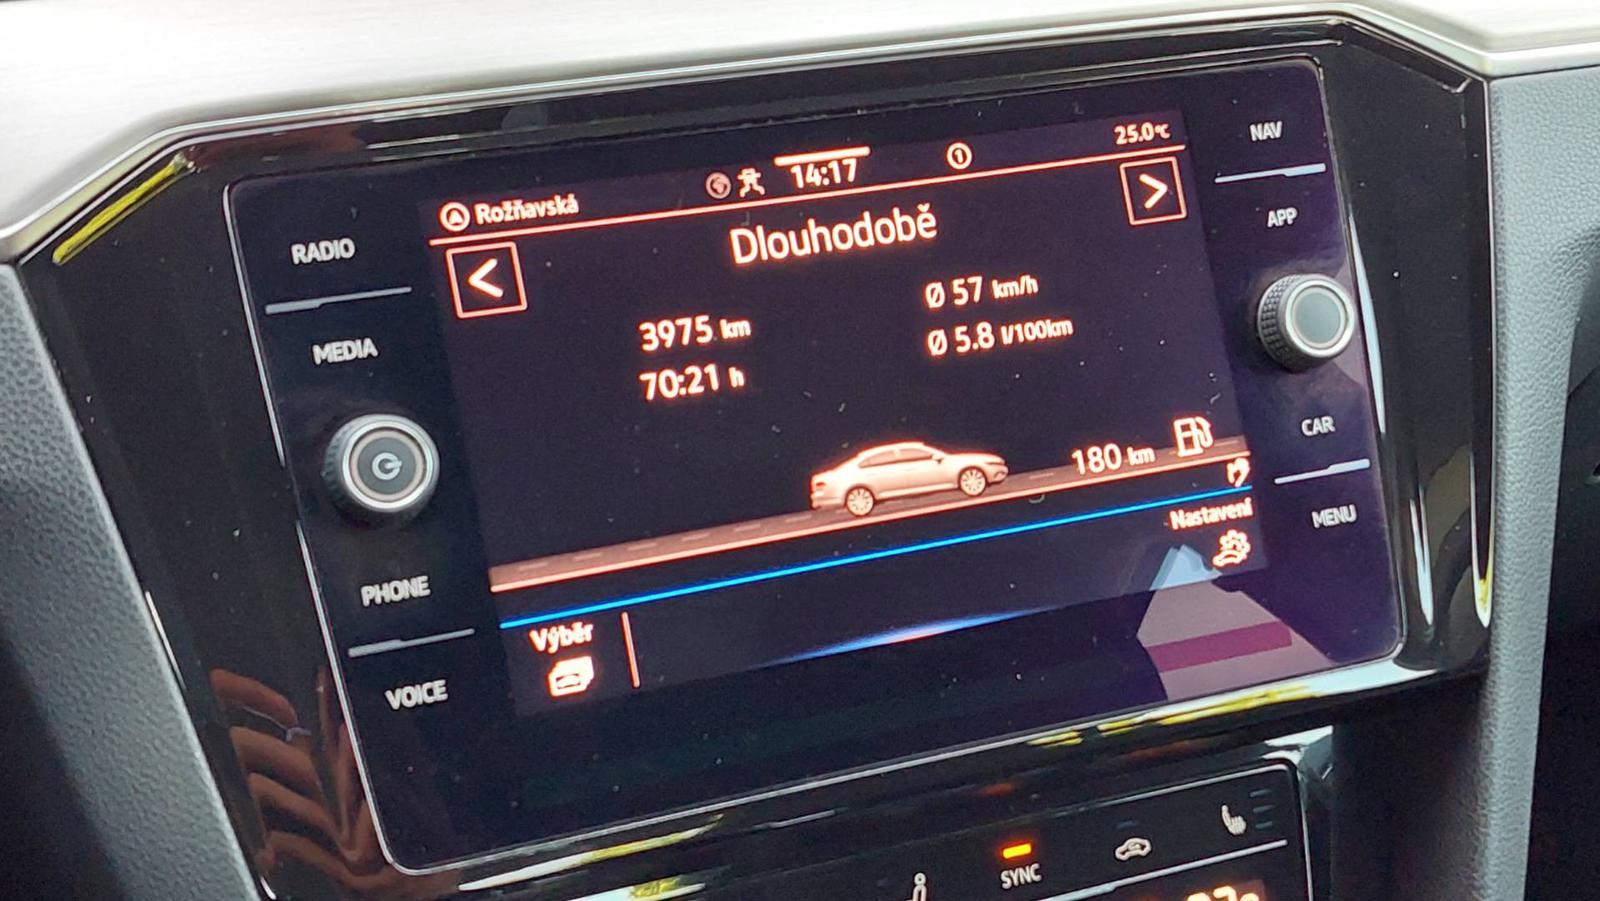 Rožňavská
14:17
25.0°C
Dlouhodobě
3975 km
70:21 h
Ø 57 km/h
Ø 5.8 l/100km
180 km
Nastavení
Výběr
RADIO
MEDIA
PHONE
VOICE
NAV
APP
CAR
MENU
SYNC